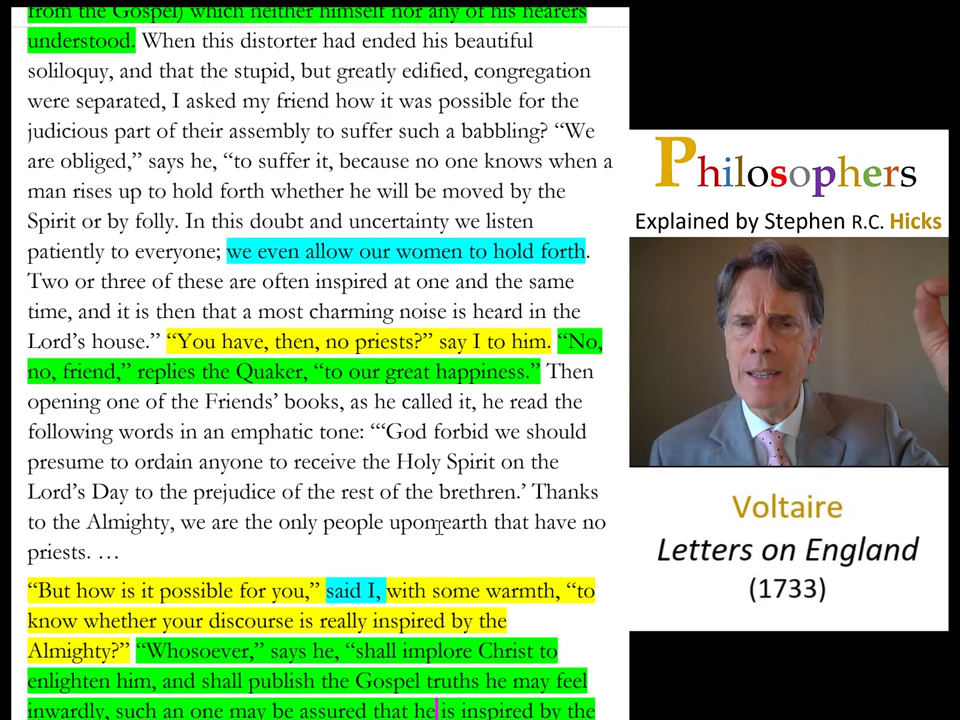 from the Gospel) which neither himself nor any of his hearers
understood. When this distorter had ended his beautiful
soliloquy, and that the stupid, but greatly edified, congregation
were separated, I asked my friend how it was possible for the
judicious part of their assembly to suffer such a babbling? “We
are obliged,” says he, “to suffer it, because no one knows when a
man rises up to hold forth whether he will be moved by the
Spirit or by folly. In this doubt and uncertainty we listen
patiently to everyone; we even allow our women to hold forth.
Two or three of these are often inspired at one and the same
time, and it is then that a most charming noise is heard in the
Lord’s house.” “You have, then, no priests?” say I to him. “No,
no, friend,” replies the Quaker, “to our great happiness.” Then
opening one of the Friends’ books, as he called it, he read the
following words in an emphatic tone: “‘God forbid we should
presume to ordain anyone to receive the Holy Spirit on the
Lord’s Day to the prejudice of the rest of the brethren.’ Thanks
to the Almighty, we are the only people upon earth that have no
priests. …
“But how is it possible for you,” said I, with some warmth, “to
know whether your discourse is really inspired by the
Almighty?” “Whosoever,” says he, “shall implore Christ to
enlighten him, and shall publish the Gospel truths he may feel
inwardly, such an one may be assured that he is inspired by the
Philosophers
Explained by Stephen R.C. Hicks
Voltaire
Letters on England
(1733)